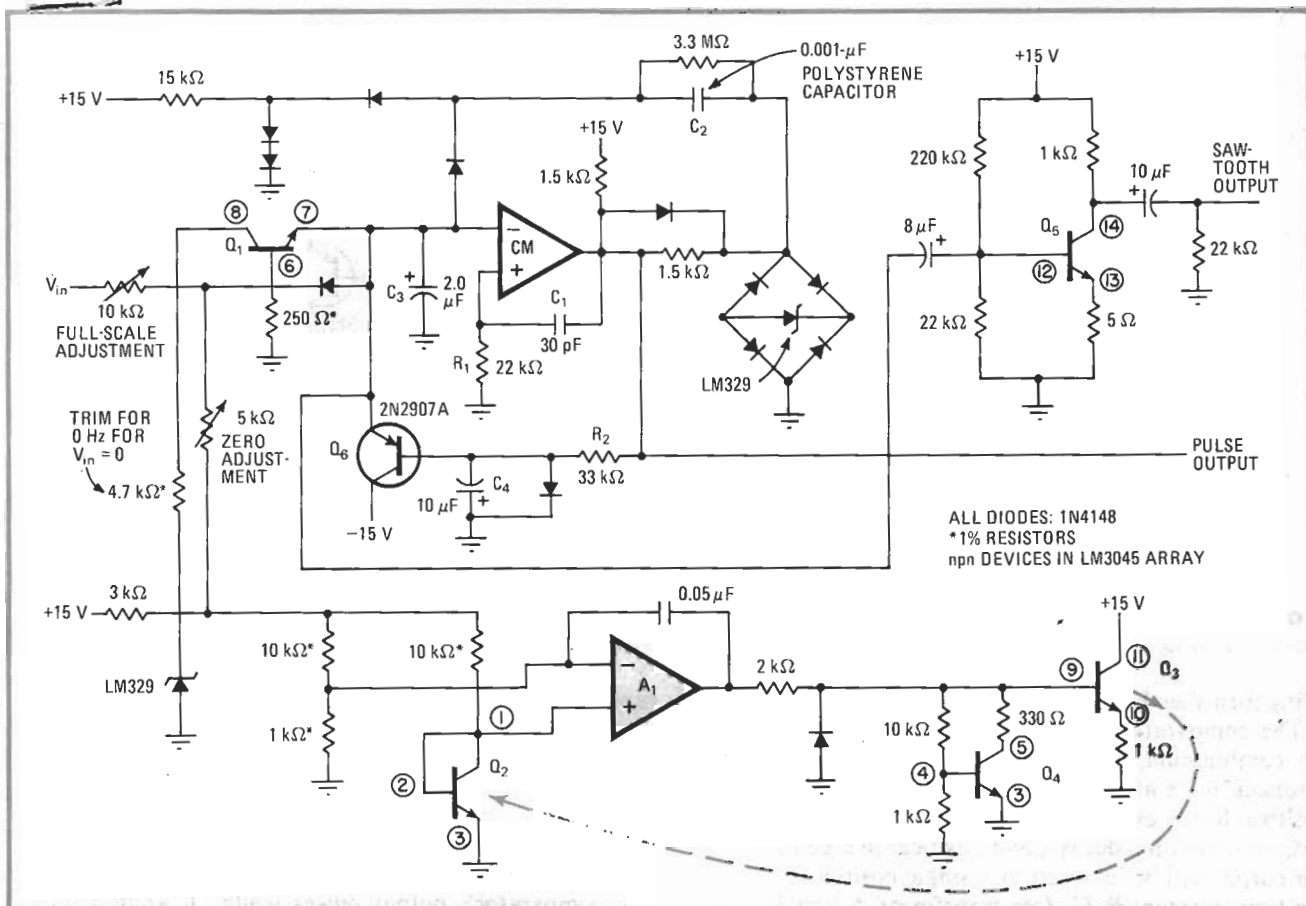 3.3 MΩ
0.001-μF
POLYSTYRENE
CAPACITOR
+15 V
15 kΩ
+15 V
C₂
+15 V
1.5 kΩ
220 kΩ
1 kΩ
10 μF
+
SAW-
TOOTH
OUTPUT
8
7
Q₁
6
−
CM
+
1.5 kΩ
8 μF
+
Q₅
14
12
13
22 kΩ
Vin
10 kΩ
FULL-SCALE
ADJUSTMENT
250 Ω*
+
C₃
2.0
μF
C₁
30 pF
R₁
22 kΩ
LM329
22 kΩ
5 Ω
TRIM FOR
0 Hz FOR
Vin = 0
4.7 kΩ*
5 kΩ
ZERO
ADJUST-
MENT
2N2907A
Q₆
R₂
33 kΩ
PULSE
OUTPUT
10 μF
C₄
+
−15 V
ALL DIODES: 1N4148
*1% RESISTORS
npn DEVICES IN LM3045 ARRAY
3 kΩ
+15 V
0.05 μF
+15 V
10 kΩ*
10 kΩ*
−
A₁
+
2 kΩ
9
11
Q₃
10
1 kΩ
LM329
1 kΩ*
1
2
Q₂
3
10 kΩ
330 Ω
5
4
Q₄
3
1 kΩ